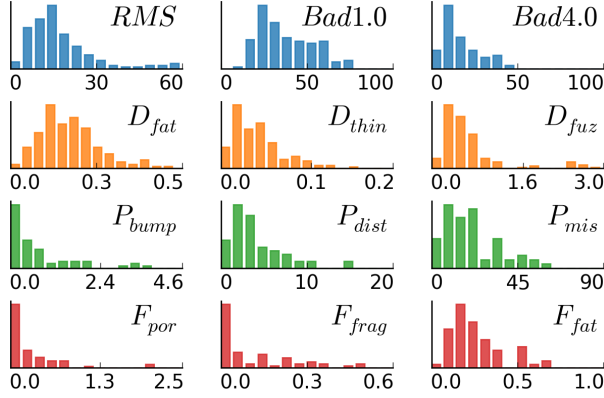 RMS Bad1.0 Bad4.0
0 30 60 0 50 100 0 50 100
D_fat D_thin D_fuz
0.0 0.3 0.5 0.0 0.1 0.2 0.0 1.6 3.0
P_bump P_dist P_mis
0.0 2.4 4.6 0 10 20 0 45 90
F_por F_frag F_fat
0.0 1.3 2.5 0.0 0.3 0.6 0.0 0.5 1.0